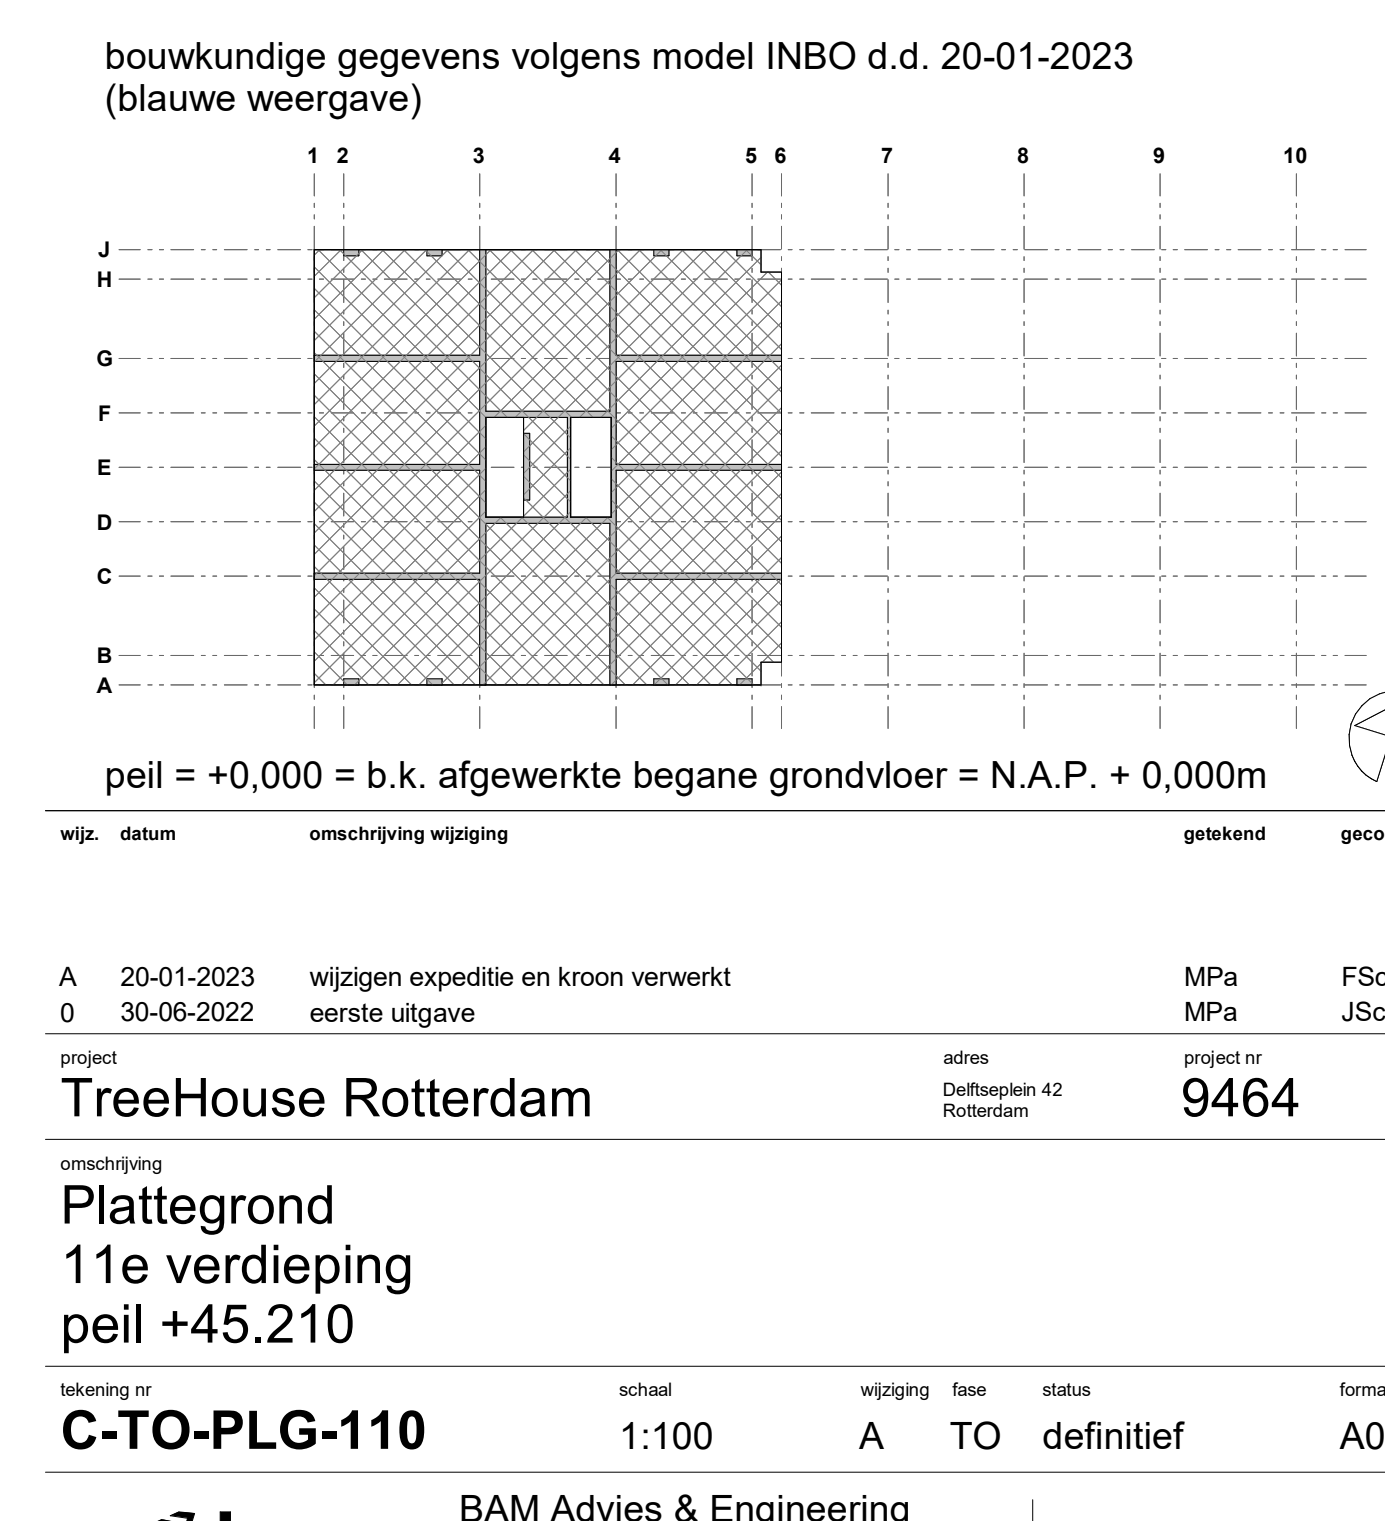 bouwkundige gegevens volgens model INBO d.d. 20-01-2023
(blauwe weergave)
1 2 3 4 5 6 7 8 9 10
J
H
G
F
E
D
C
B
A
peil = +0,000 = b.k. afgewerkte begane grondvloer = N.A.P. + 0,000m
wijz. datum omschrijving wijziging getekend
A 20-01-2023 wijzigen expeditie en kroon verwerkt MPa
0 30-06-2022 eerste uitgave MPa
project adres project nr
TreeHouse Rotterdam Delftseplein 42 9464
Rotterdam
omschrijving
Plattegrond
11e verdieping
peil +45.210
tekening nr schaal wijziging fase status
C-TO-PLG-110 1:100 A TO definitief A0
BAM Advies & Engineering